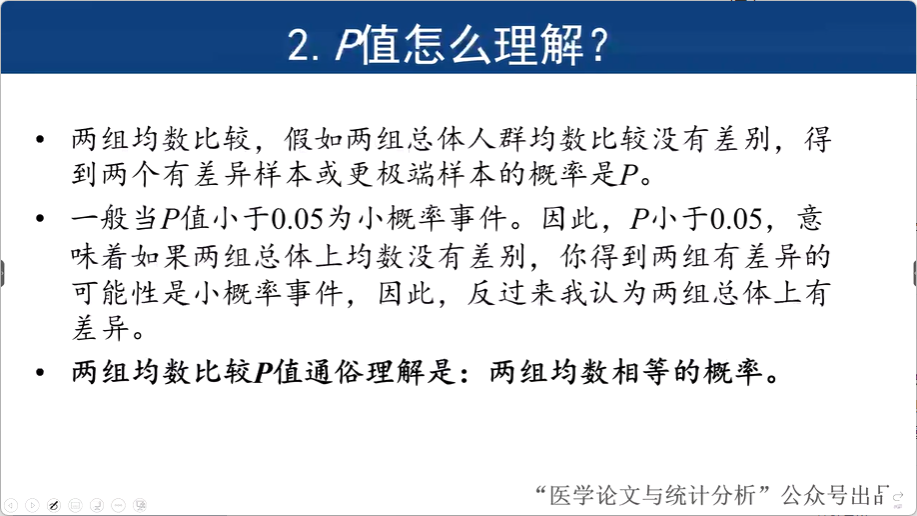 2. P值怎么理解？
• 两组均数比较，假如两组总体人群均数比较没有差别，得
到两个有差异样本或更极端样本的概率是P。
• 一般当P值小于0.05为小概率事件。因此，P小于0.05，意
味着如果两组总体上均数没有差别，你得到两组有差异的
可能性是小概率事件，因此，反过来我认为两组总体上有
差异。
• 两组均数比较P值通俗理解是：两组均数相等的概率。
“医学论文与统计分析”公众号出品